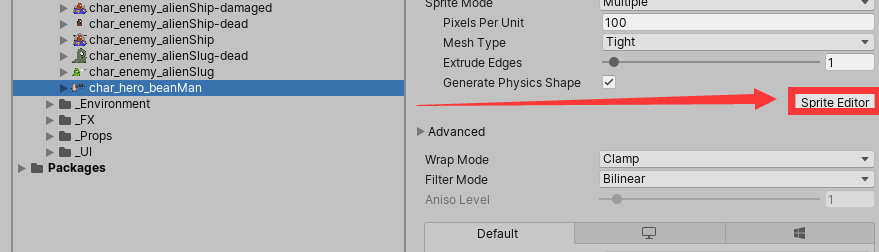 char_enemy_alienShip-damaged
char_enemy_alienShip-dead
char_enemy_alienShip
char_enemy_alienSlug-dead
char_enemy_alienSlug
char_hero_beanMan
_Environment
_FX
_Props
_UI
Packages
Sprite Mode Multiple
Pixels Per Unit 100
Mesh Type Tight
Extrude Edges 1
Generate Physics Shape
Sprite Editor
Advanced
Wrap Mode Clamp
Filter Mode Bilinear
Aniso Level 1
Default